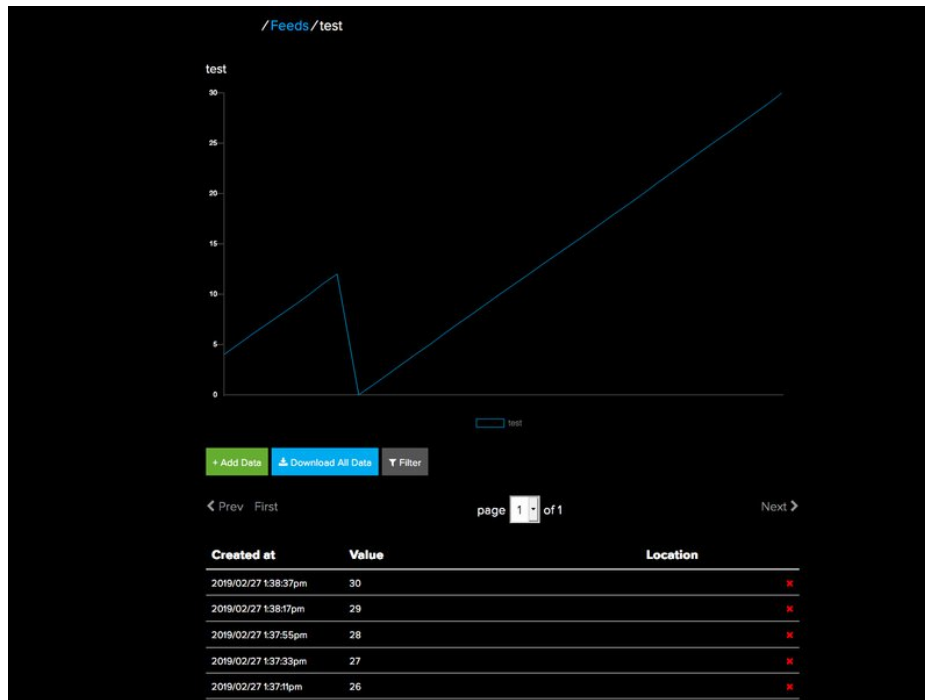 /Feeds/test
test
30
25
20
15
10
5
0
test
+ Add Data Download All Data Filter
Prev First page 1 of 1 Next
Created at Value Location
2019/02/27 1:38:37pm 30
2019/02/27 1:38:17pm 29
2019/02/27 1:37:55pm 28
2019/02/27 1:37:33pm 27
2019/02/27 1:37:11pm 26